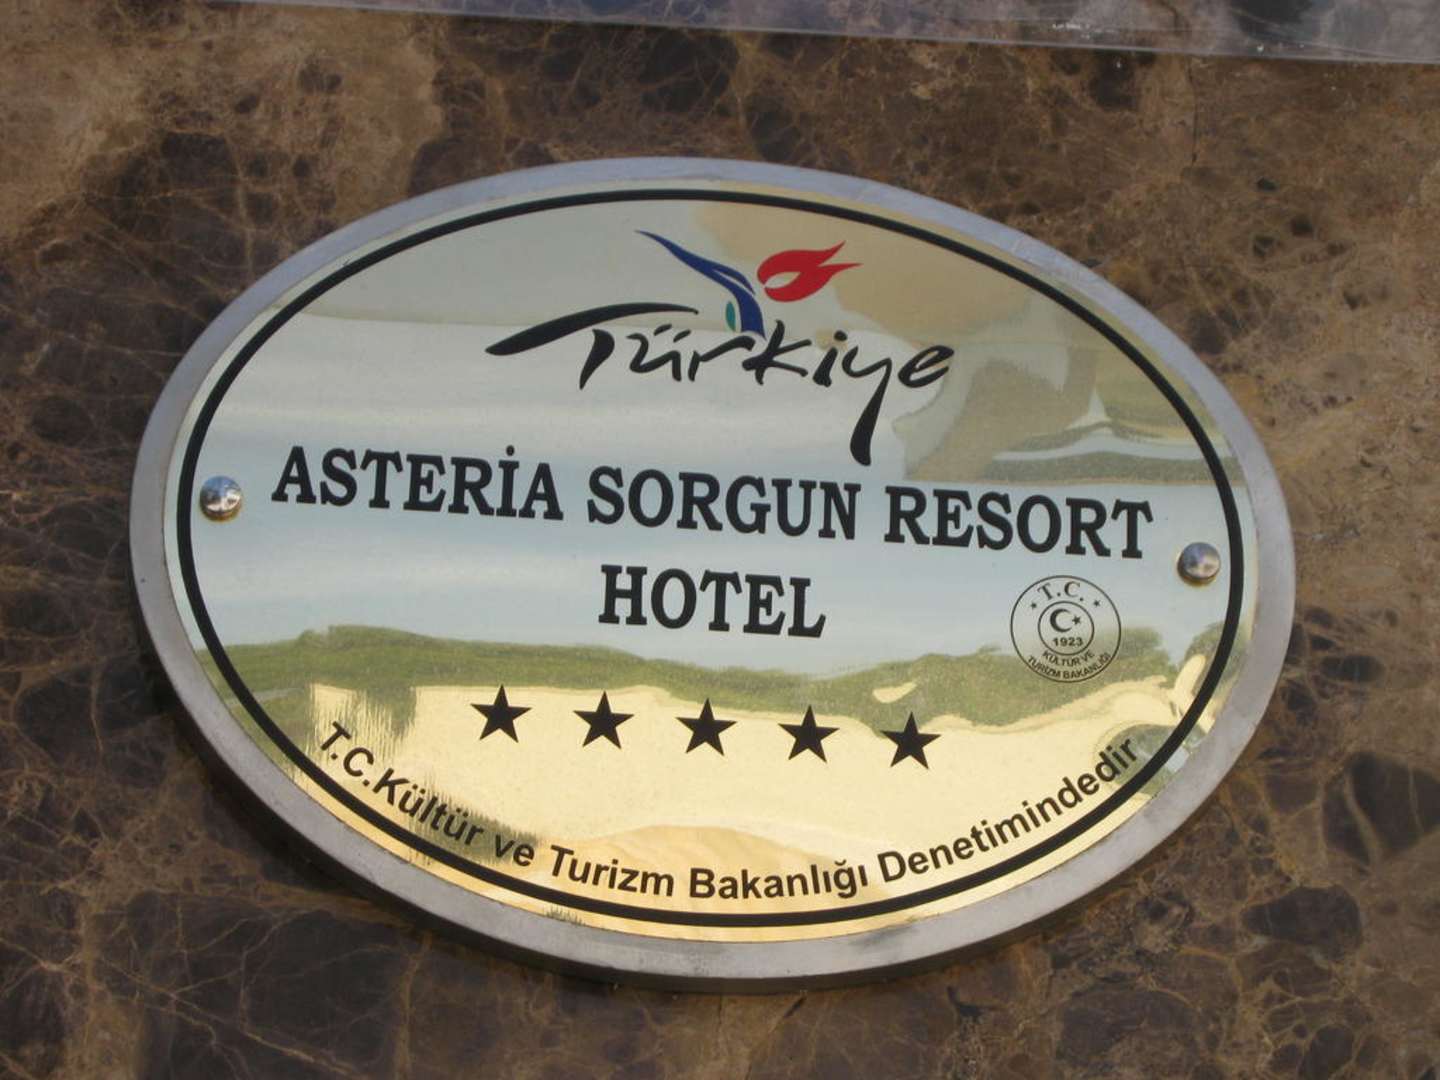 Türkiye
ASTERİA SORGUN RESORT
HOTEL
T.C.
1923
KÜLTÜR VE
TURİZM BAKANLIĞI
T.C.Kültür ve Turizm Bakanlığı Denetimindedir